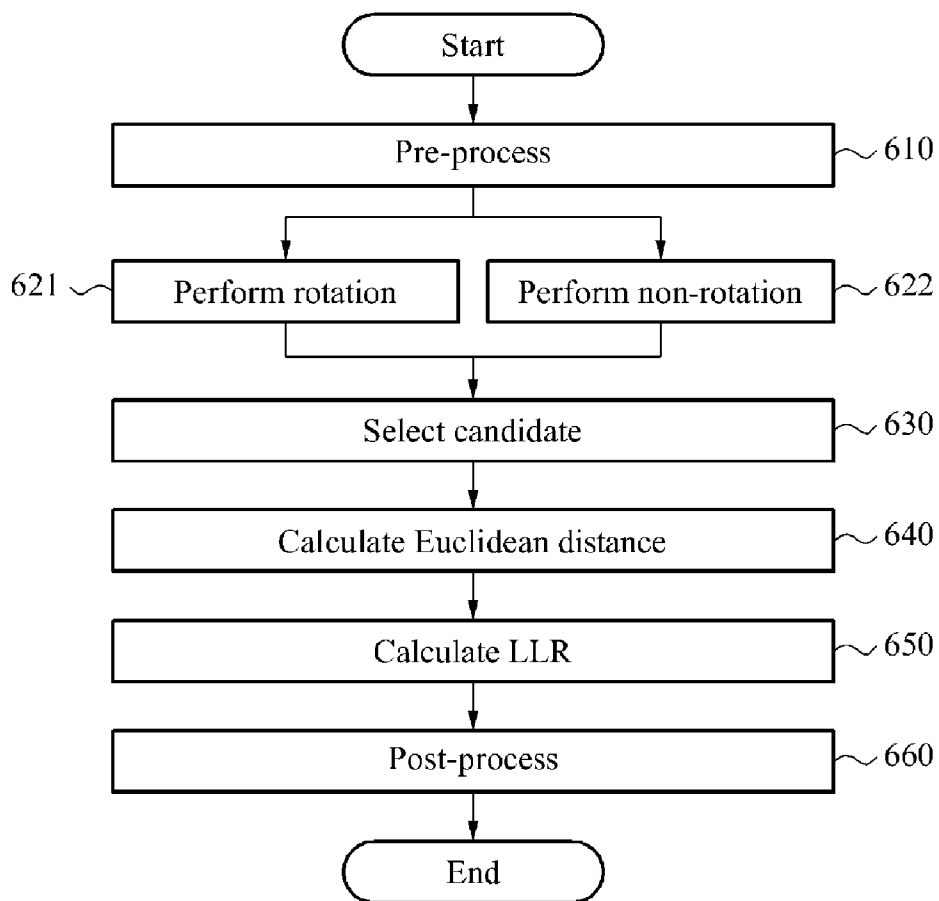 Start
Pre-process 610
621 Perform rotation Perform non-rotation 622
Select candidate 630
Calculate Euclidean distance 640
Calculate LLR 650
Post-process 660
End